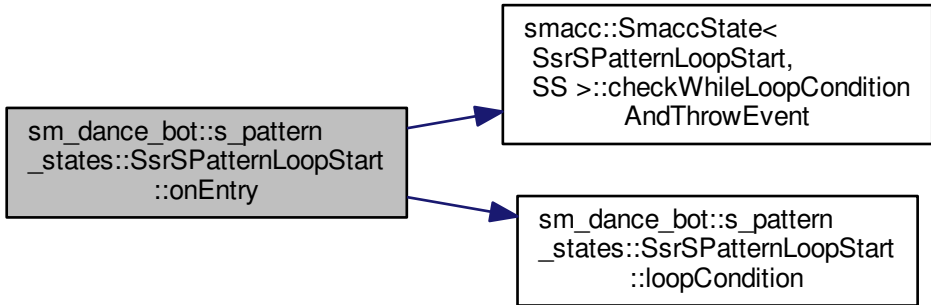 sm_dance_bot::s_pattern
_states::SsrSPatternLoopStart
::onEntry
smacc::SmaccState<
SsrSPatternLoopStart,
SS >::checkWhileLoopCondition
AndThrowEvent
sm_dance_bot::s_pattern
_states::SsrSPatternLoopStart
::loopCondition